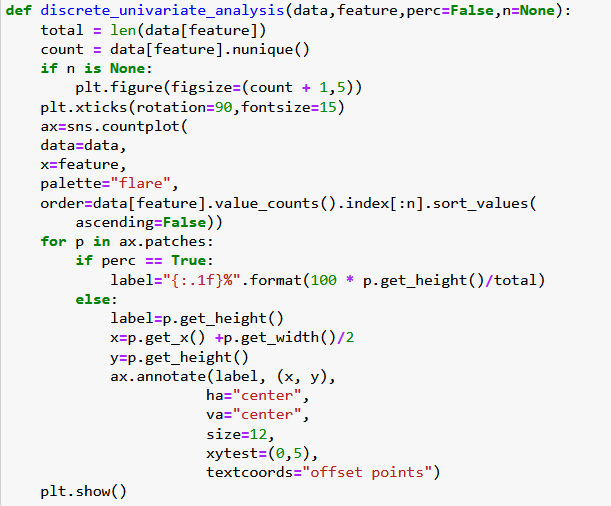 def discrete_univariate_analysis(data,feature,perc=False,n=None):
    total = len(data[feature])
    count = data[feature].nunique()
    if n is None:
        plt.figure(figsize=(count + 1,5))
    plt.xticks(rotation=90,fontsize=15)
    ax=sns.countplot(
    data=data,
    x=feature,
    palette="flare",
    order=data[feature].value_counts().index[:n].sort_values(
        ascending=False))
    for p in ax.patches:
        if perc == True:
            label="{:.1f}%".format(100 * p.get_height()/total)
        else:
            label=p.get_height()
            x=p.get_x() +p.get_width()/2
            y=p.get_height()
            ax.annotate(label, (x, y),
                       ha="center",
                       va="center",
                       size=12,
                       xytest=(0,5),
                       textcoords="offset points")
    plt.show()